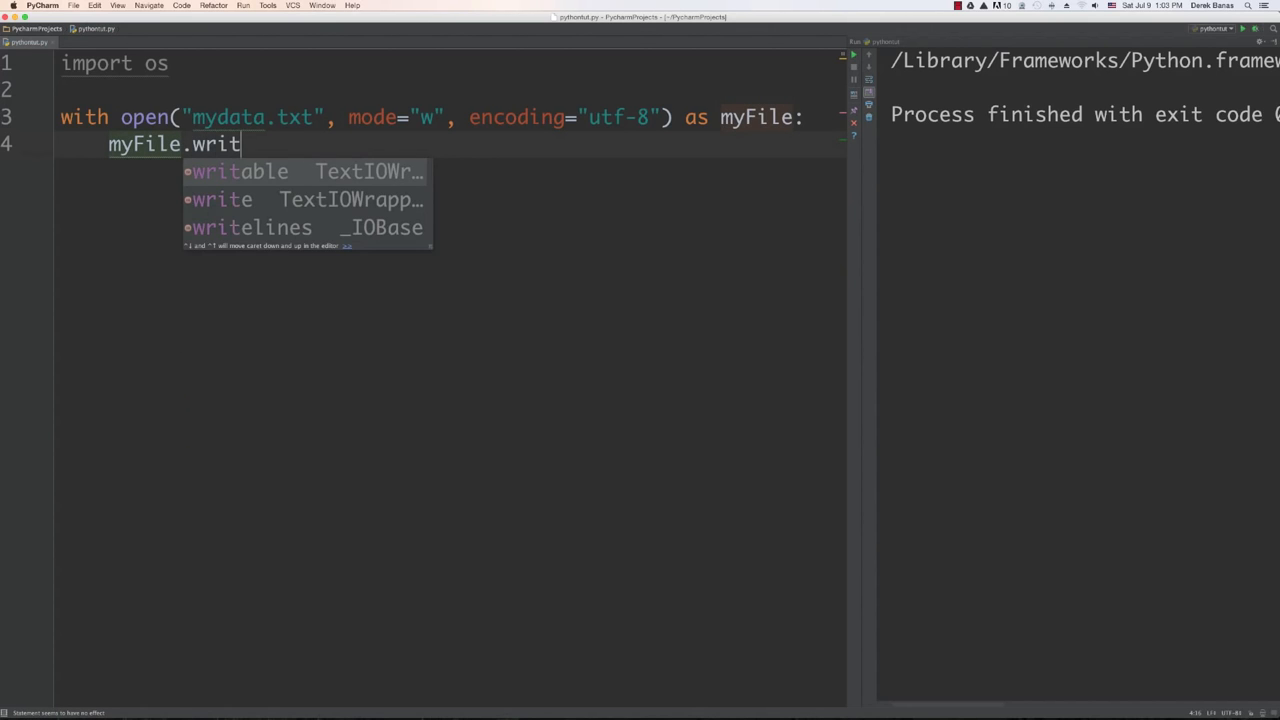 PyCharm File Edit View Navigate Code Refactor Run Tools VCS Window Help 10 Sat Jul 9 1:03 PM Derek Banas
pythontut.py - PycharmProjects - [~/PycharmProjects]
PycharmProjects pythontut.py pythontut
pythontut.py Run pythontut
1 import os
2
3 with open("mydata.txt", mode="w", encoding="utf-8") as myFile:
4 myFile.writ
writable TextIOWr…
write TextIOWrapp…
writelines _IOBase
^↓ and ^↑ will move caret down and up in the editor >>
/Library/Frameworks/Python.framew
Process finished with exit code 0
Statement seems to have no effect 4:16 LF÷ UTF-8÷